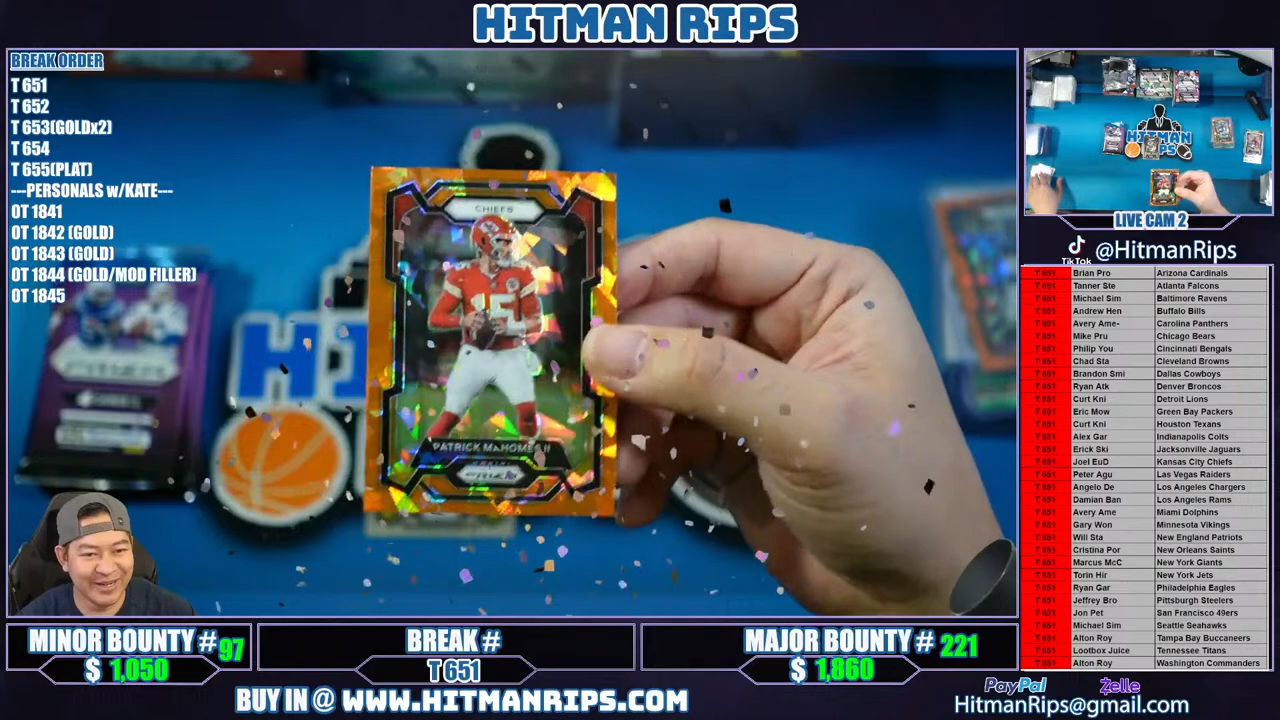 HITMAN RIPS
BREAK ORDER
T 651
T 652
T 653(GOLDx2)
T 654
T 655(PLAT)
---PERSONALS w/KATE---
OT 1841
OT 1842 (GOLD)
OT 1843 (GOLD)
OT 1844 (GOLD/MOD FILLER)
OT 1845
CHIEFS
15
PATRICK MAHOMES II
PRIZM
PRIZM
HITMAN
LIVE CAM 2
TikTok @HitmanRips
T 651 Brian Pro Arizona Cardinals
T 651 Tanner Ste Atlanta Falcons
T 651 Michael Sim Baltimore Ravens
T 651 Andrew Hen Buffalo Bills
T 651 Avery Ame- Carolina Panthers
T 651 Mike Pru Chicago Bears
T 651 Philip You Cincinnati Bengals
T 651 Chad Sta Cleveland Browns
T 651 Brandon Smi Dallas Cowboys
T 651 Ryan Atk Denver Broncos
T 651 Curt Kni Detroit Lions
T 651 Eric Mow Green Bay Packers
T 651 Curt Kni Houston Texans
T 651 Alex Gar Indianapolis Colts
T 651 Erick Ski Jacksonville Jaguars
T 651 Joel EuD Kansas City Chiefs
T 651 Peter Agu Las Vegas Raiders
T 651 Angelo De Los Angeles Chargers
T 651 Damian Ban Los Angeles Rams
T 651 Avery Ame Miami Dolphins
T 651 Gary Won Minnesota Vikings
T 651 Will Sta New England Patriots
T 651 Cristina Por New Orleans Saints
T 651 Marcus McC New York Giants
T 651 Torin Hir New York Jets
T 651 Ryan Gar Philadelphia Eagles
T 651 Jeffrey Bro Pittsburgh Steelers
T 651 Jon Pet San Francisco 49ers
T 651 Michael Sim Seattle Seahawks
T 651 Alton Roy Tampa Bay Buccaneers
T 651 Lootbox Juice Tennessee Titans
T 651 Alton Roy Washington Commanders
MINOR BOUNTY # 97
$ 1,050
BREAK #
T 651
MAJOR BOUNTY # 221
$ 1,860
BUY IN @ WWW.HITMANRIPS.COM
PayPal Zelle
HitmanRips@gmail.com